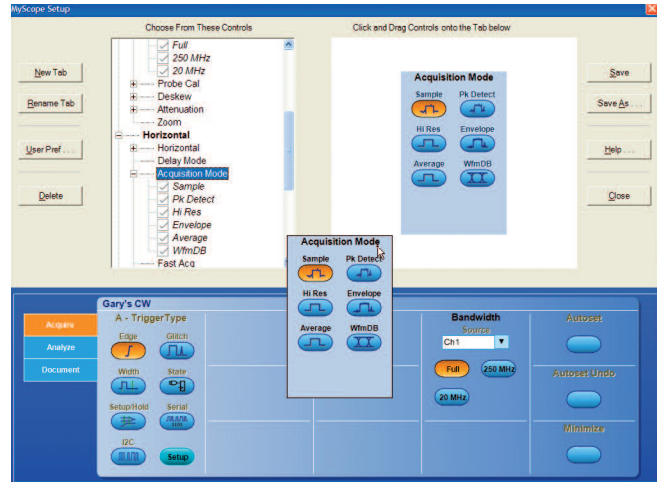 MyScope Setup
Choose From These Controls
Click and Drag Controls onto the Tab below
New Tab
Rename Tab
User Pref . . .
Delete
Full
250 MHz
20 MHz
Probe Cal
Deskew
Attenuation
Zoom
Horizontal
Horizontal
Delay Mode
Acquisition Mode
Sample
Pk Detect
Hi Res
Envelope
Average
WfmDB
Fast Acq
Acquisition Mode
Sample Pk Detect
Hi Res Envelope
Average WfmDB
Save
Save As . . .
Help . . .
Close
Acquisition Mode
Sample Pk Detect
Hi Res Envelope
Average WfmDB
Gary's CW
Acquire
Analyze
Document
A - TriggerType
Edge Glitch
Width State
Setup/Hold Serial
I2C
Setup
Bandwidth
Source
Ch1
Full 250 MHz
20 MHz
Autoset
Autoset Undo
Minimize